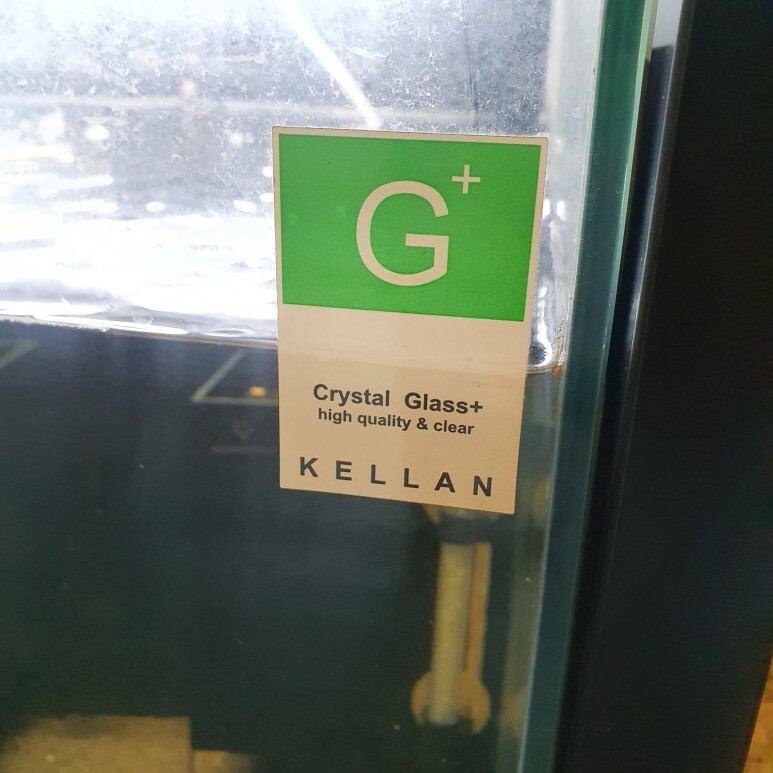 G+
Crystal Glass+
high quality & clear
KELLAN